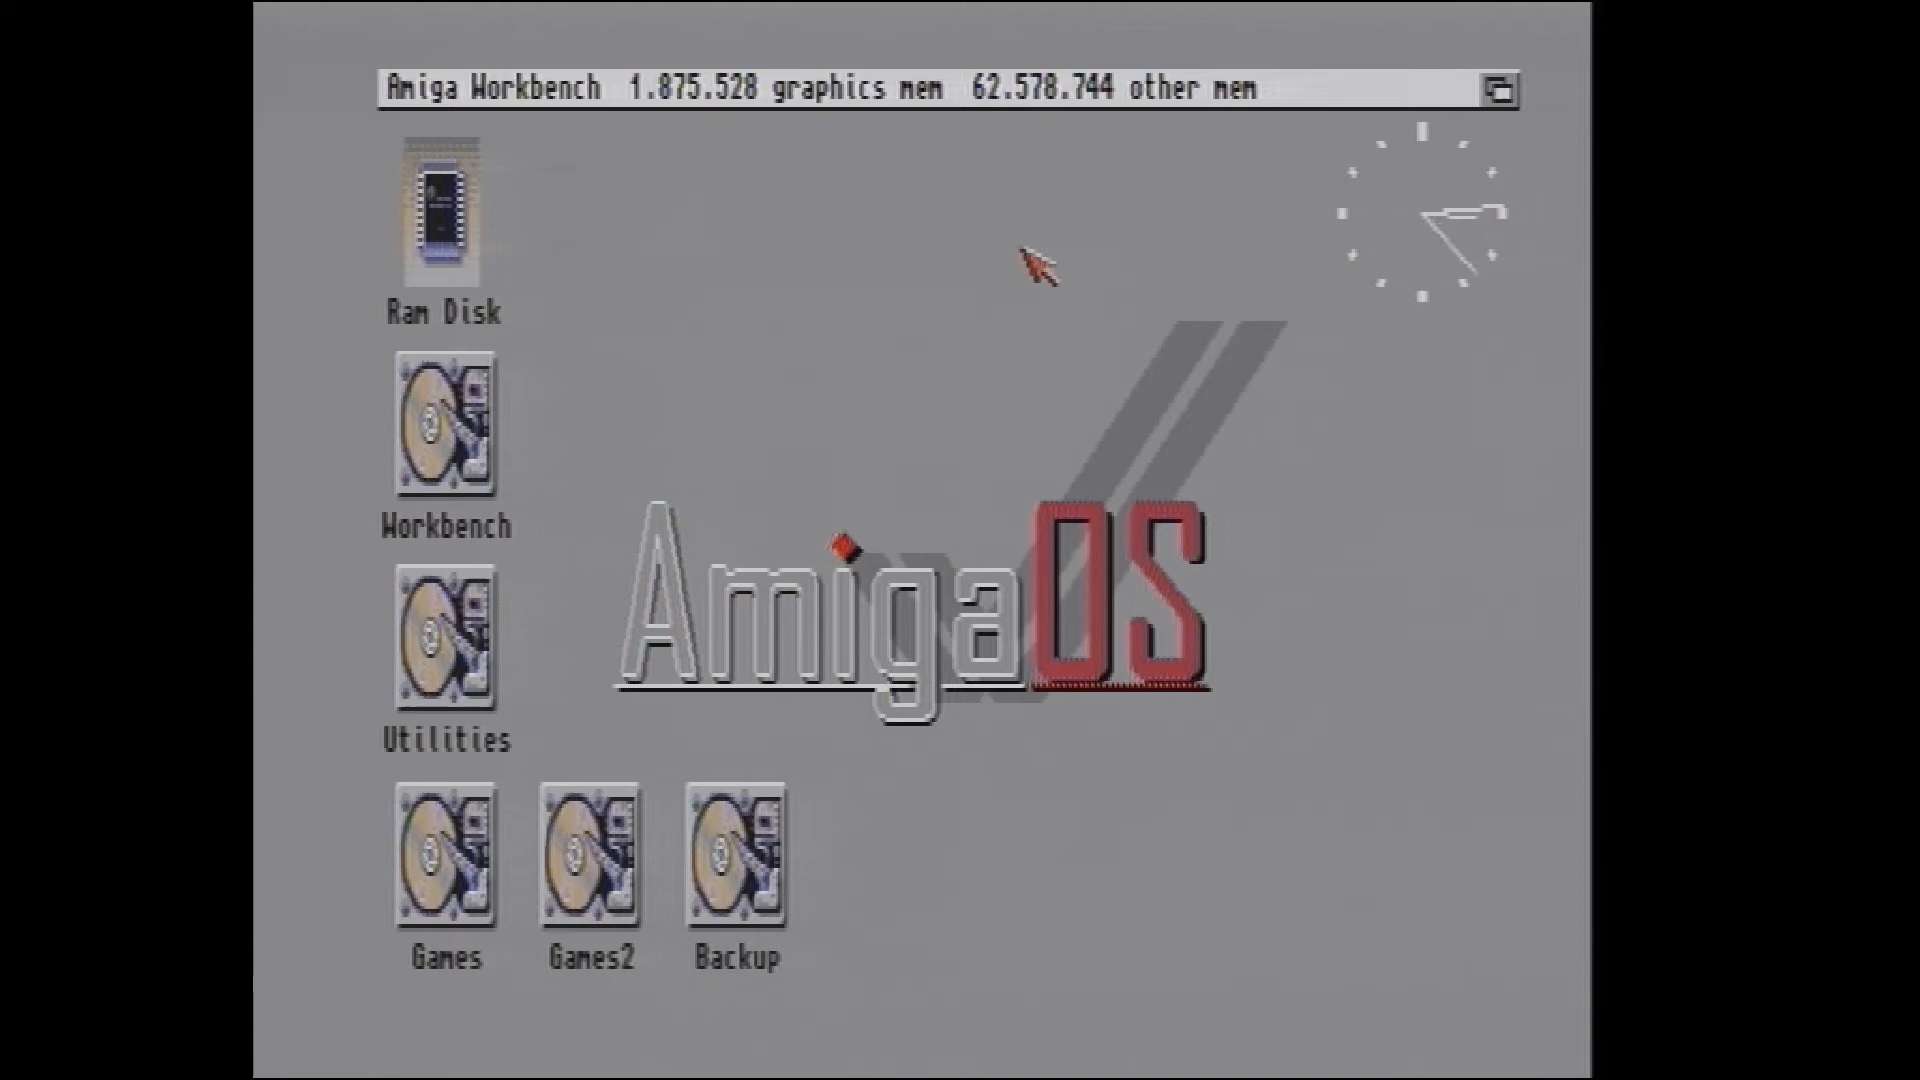 Amiga Workbench 1.875.528 graphics mem 62.578.744 other mem
Ram Disk
Workbench
AmigaOS
Utilities
Games Games2 Backup